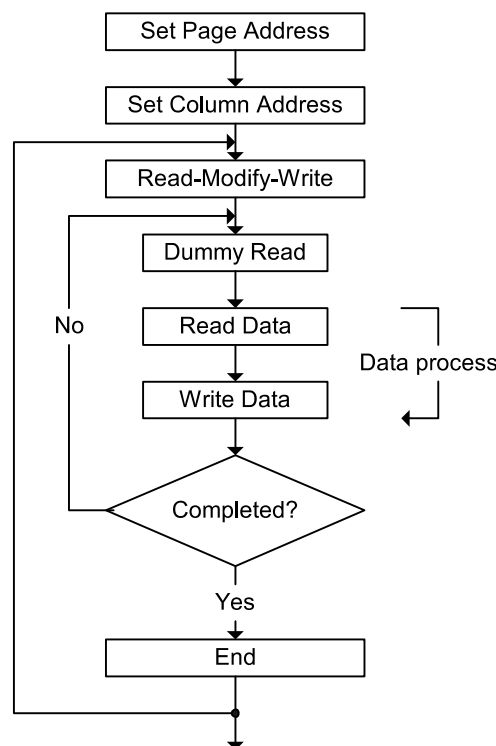 Set Page Address
Set Column Address
Read-Modify-Write
Dummy Read
No
Read Data
Data process
Write Data
Completed?
Yes
End